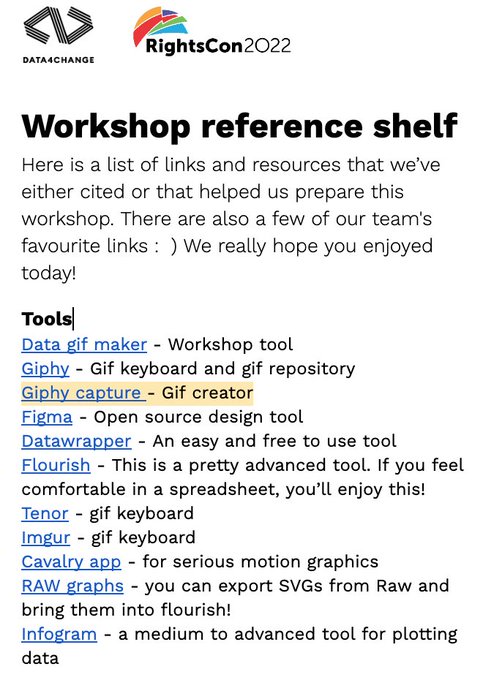 DATA4CHANGE
RightsCon2022
Workshop reference shelf
Here is a list of links and resources that we've
either cited or that helped us prepare this
workshop. There are also a few of our team's
favourite links :  ) We really hope you enjoyed
today!
Tools
Data gif maker - Workshop tool
Giphy - Gif keyboard and gif repository
Giphy capture - Gif creator
Figma - Open source design tool
Datawrapper - An easy and free to use tool
Flourish - This is a pretty advanced tool. If you feel
comfortable in a spreadsheet, you'll enjoy this!
Tenor - gif keyboard
Imgur - gif keyboard
Cavalry app - for serious motion graphics
RAW graphs - you can export SVGs from Raw and
bring them into flourish!
Infogram - a medium to advanced tool for plotting
data